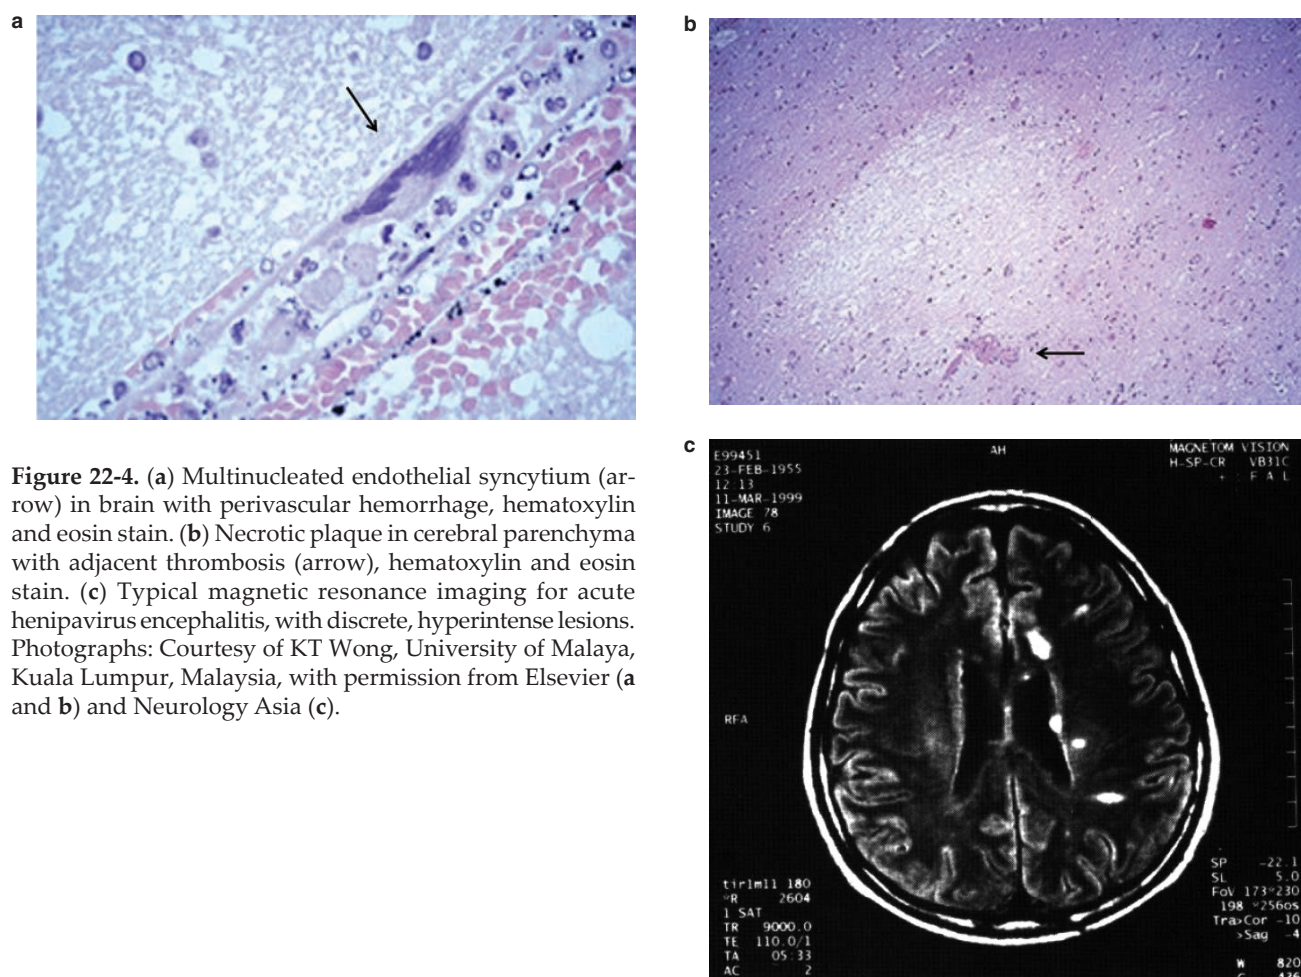 a
b
Figure 22-4. (a) Multinucleated endothelial syncytium (ar-
row) in brain with perivascular hemorrhage, hematoxylin
and eosin stain. (b) Necrotic plaque in cerebral parenchyma
with adjacent thrombosis (arrow), hematoxylin and eosin
stain. (c) Typical magnetic resonance imaging for acute
henipavirus encephalitis, with discrete, hyperintense lesions.
Photographs: Courtesy of KT Wong, University of Malaya,
Kuala Lumpur, Malaysia, with permission from Elsevier (a
and b) and Neurology Asia (c).
c
E99451
23-FEB-1955
12:13
11-MAR-1999
IMAGE 78
STUDY 6
AH
MAGNETOM VISION
H-SP-CR VB31C
+ : F A L
RFA
tirlm11 180
2604
1 SAT
TR 9000.0
TE 110.0/1
TA 05:33
AC 2
SP -22.1
SL 5.0
FoV 173*230
198 *256os
Tra>Cor -10
>Sag -4
W 820